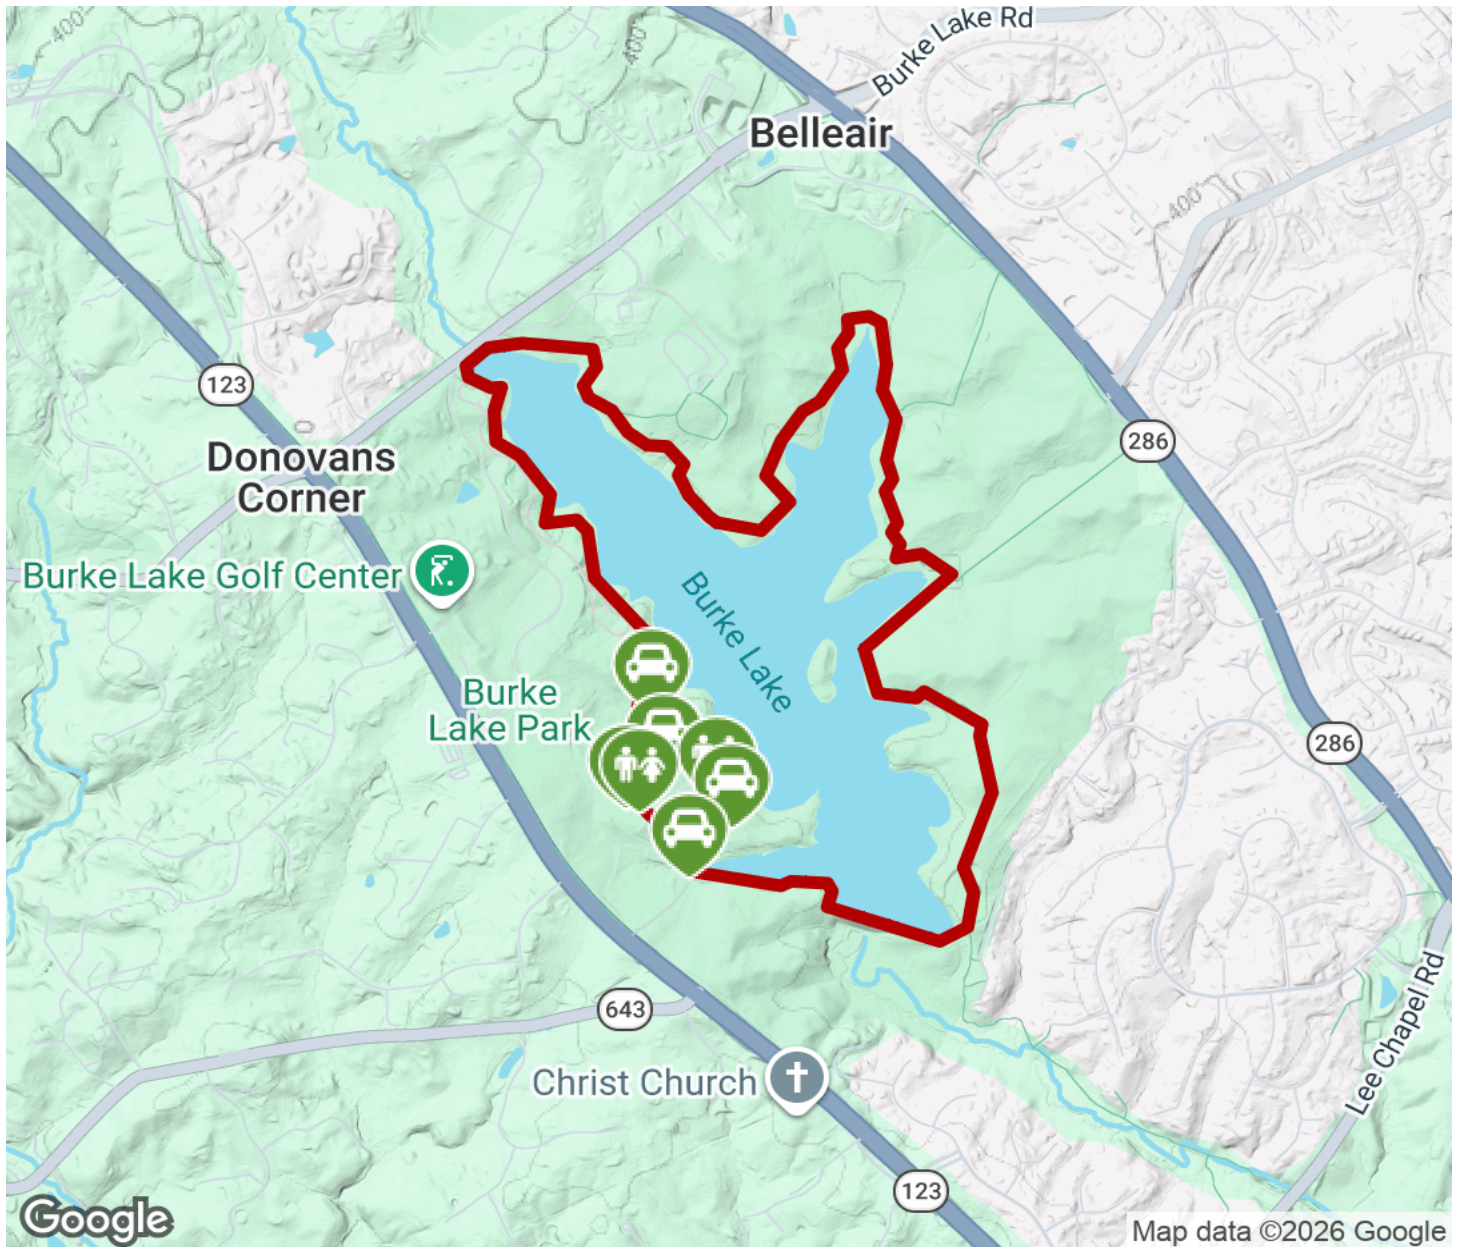 400'
400'
Burke Lake Rd
Belleair
400'
123
Donovans
Corner
286
Burke Lake Golf Center
Burke Lake
Burke
Lake Park
286
643
Christ Church
Lee Chapel Rd
123
Google
Map data ©2026 Google